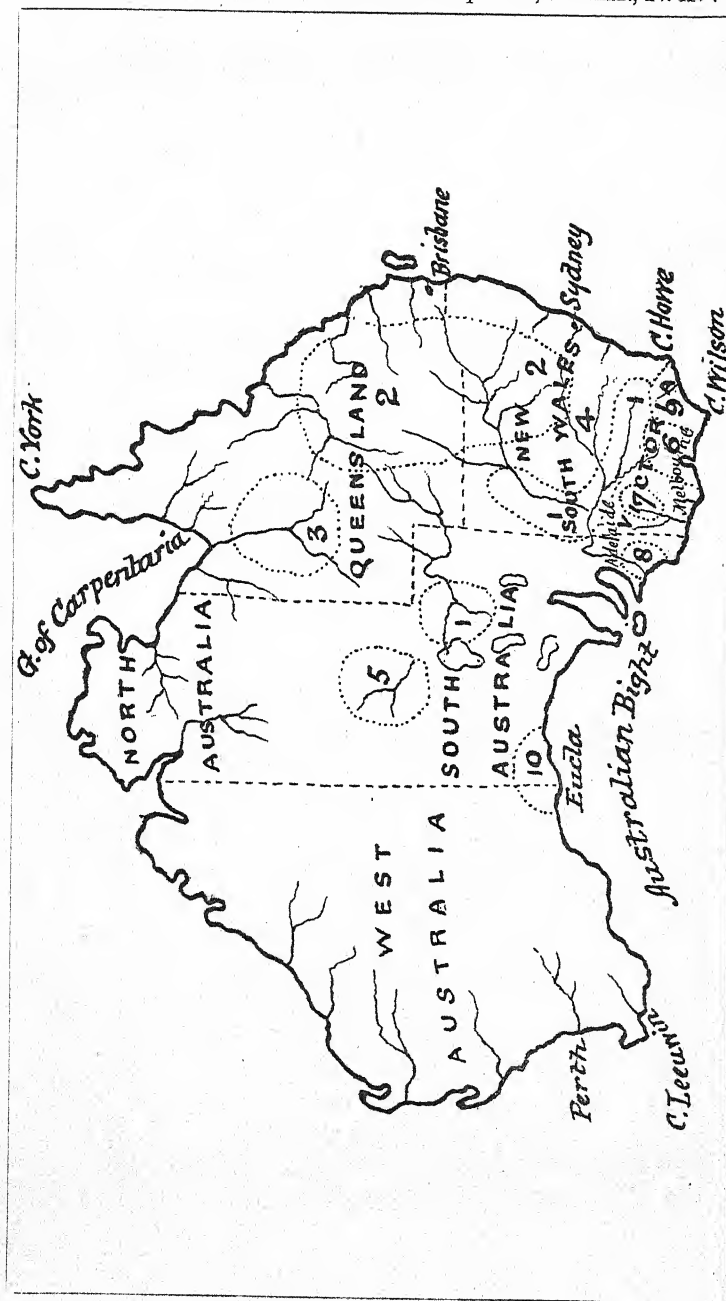 C. York
G. of Carpentaria
NORTH
AUSTRALIA
3
QUEENSLAND
2
Brisbane
WEST
AUSTRALIA
5
1
SOUTH
AUSTRALIA
1
NEW
2
SOUTH WALES
Sydney
4
10
Eucla
Perth
C. Leeuwin
Australian Bight
Adelaide
8
VICTORIA
1
7
6
9
Melbourne
C. Howe
C. Wilson